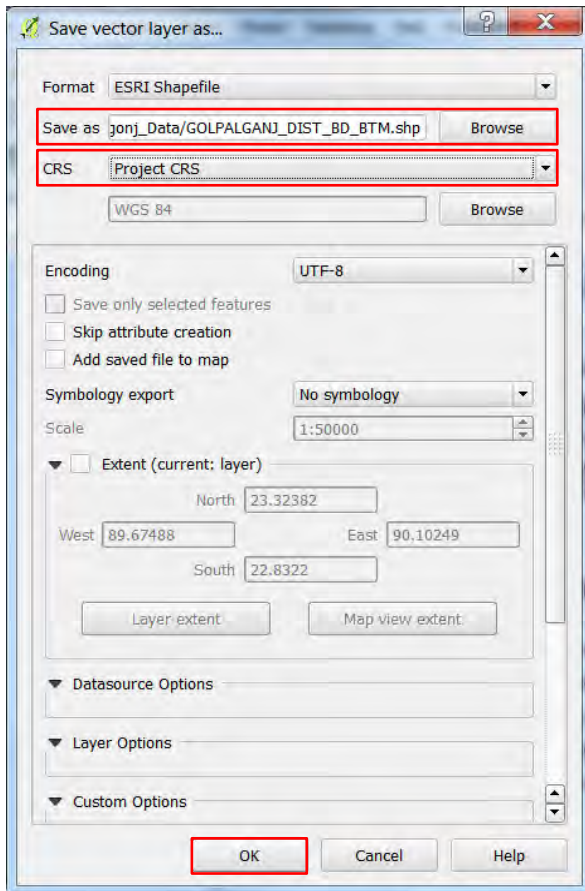 Save vector layer as...
Format ESRI Shapefile
Save as gonj_Data/GOLPALGANJ_DIST_BD_BTM.shp Browse
CRS Project CRS
WGS 84 Browse
Encoding UTF-8
Save only selected features
Skip attribute creation
Add saved file to map
Symbology export No symbology
Scale 1:50000
Extent (current: layer)
North 23.32382
West 89.67488 East 90.10249
South 22.8322
Layer extent Map view extent
Datasource Options
Layer Options
Custom Options
OK Cancel Help